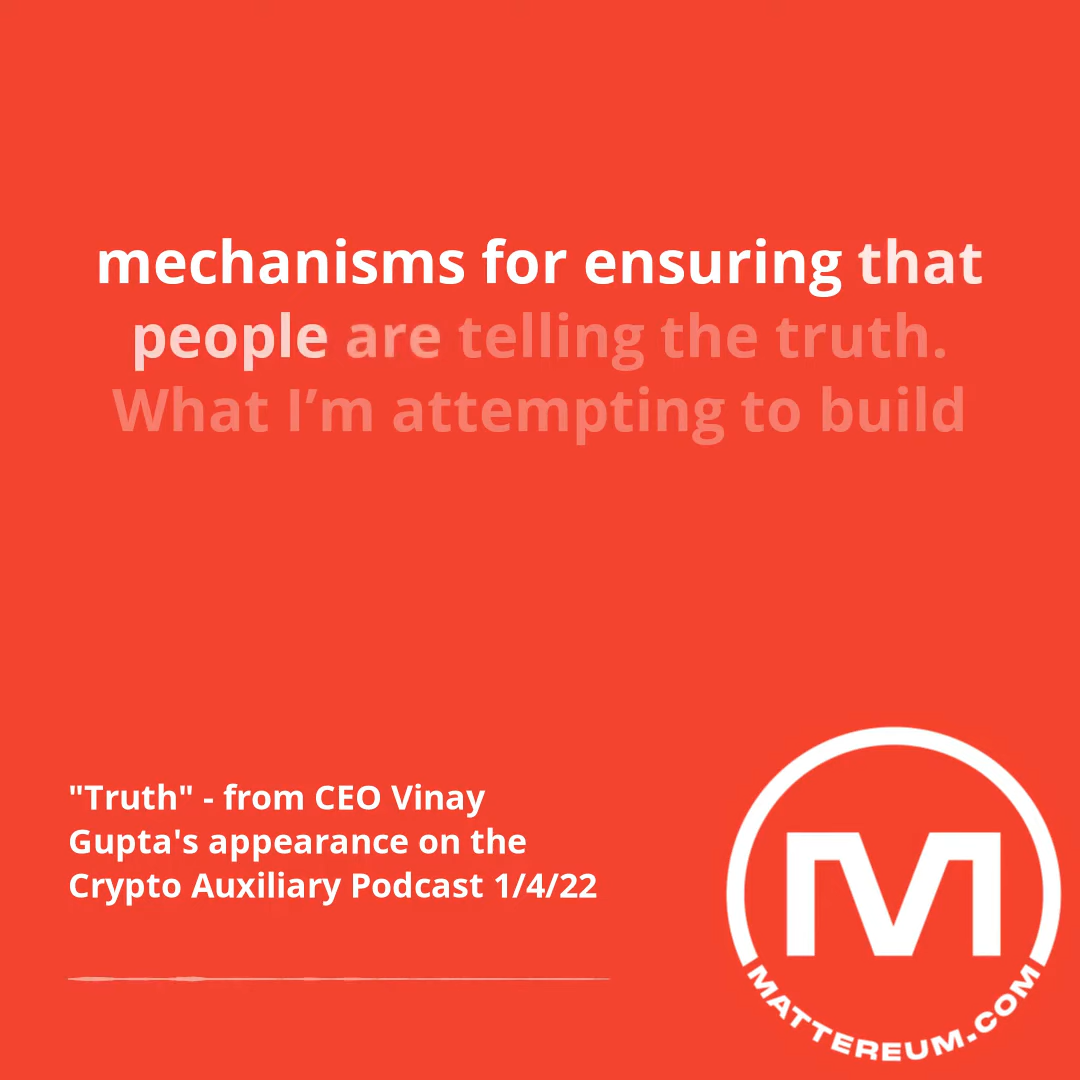 mechanisms for ensuring that
people are telling the truth.
What I’m attempting to build
"Truth" - from CEO Vinay
Gupta's appearance on the
Crypto Auxiliary Podcast 1/4/22
M
MATTEREUM.COM